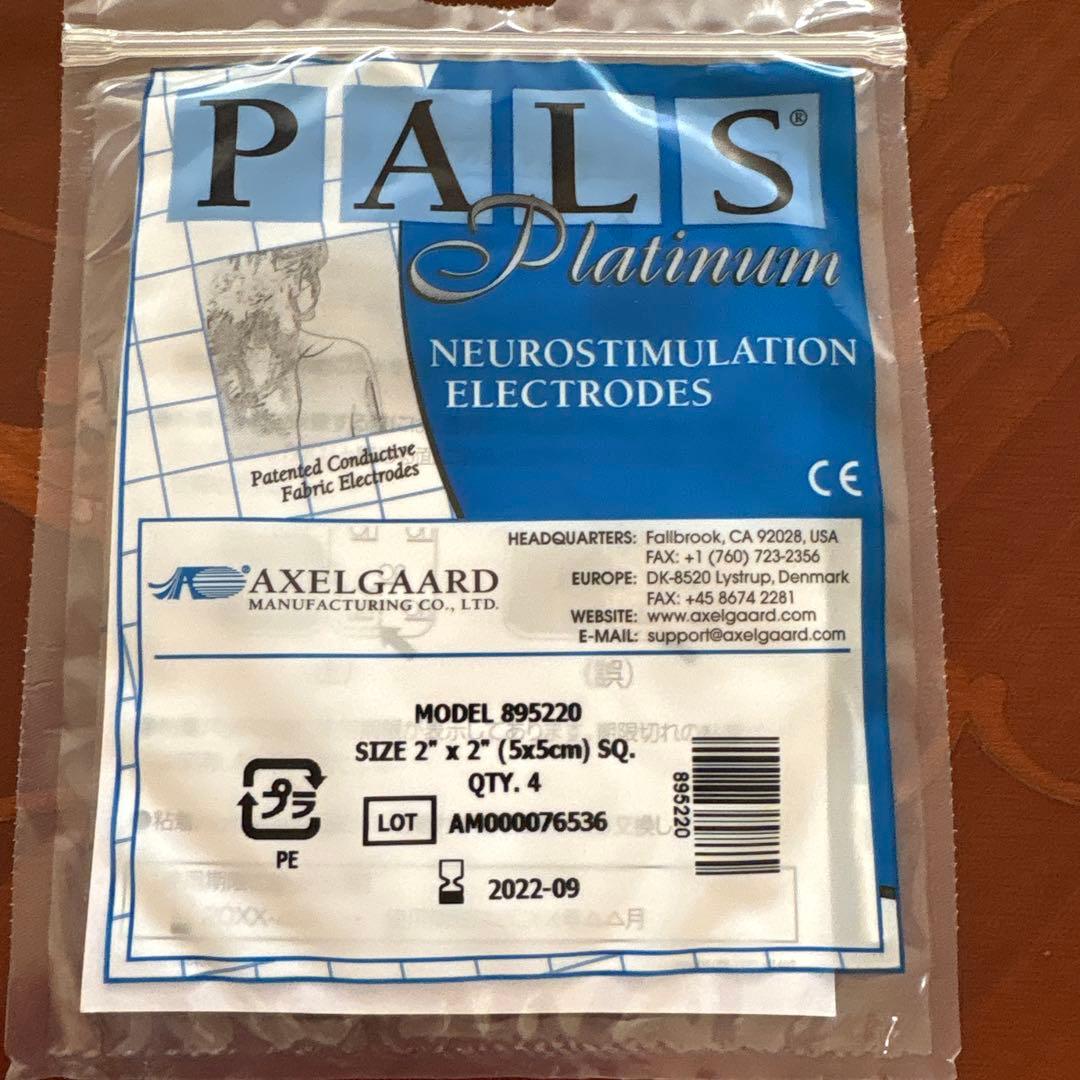 PALS®
Platinum
NEUROSTIMULATION
ELECTRODES
Patented Conductive
Fabric Electrodes
CE
AXELGAARD
MANUFACTURING CO., LTD.
HEADQUARTERS: Fallbrook, CA 92028, USA
FAX: +1 (760) 723-2356
EUROPE: DK-8520 Lystrup, Denmark
FAX: +45 8674 2281
WEBSITE: www.axelgaard.com
E-MAIL: support@axelgaard.com
(誤)
MODEL 895220
SIZE 2" x 2" (5x5cm) SQ.
QTY. 4
プラ
PE
LOT AM000076536
2022-09
895220